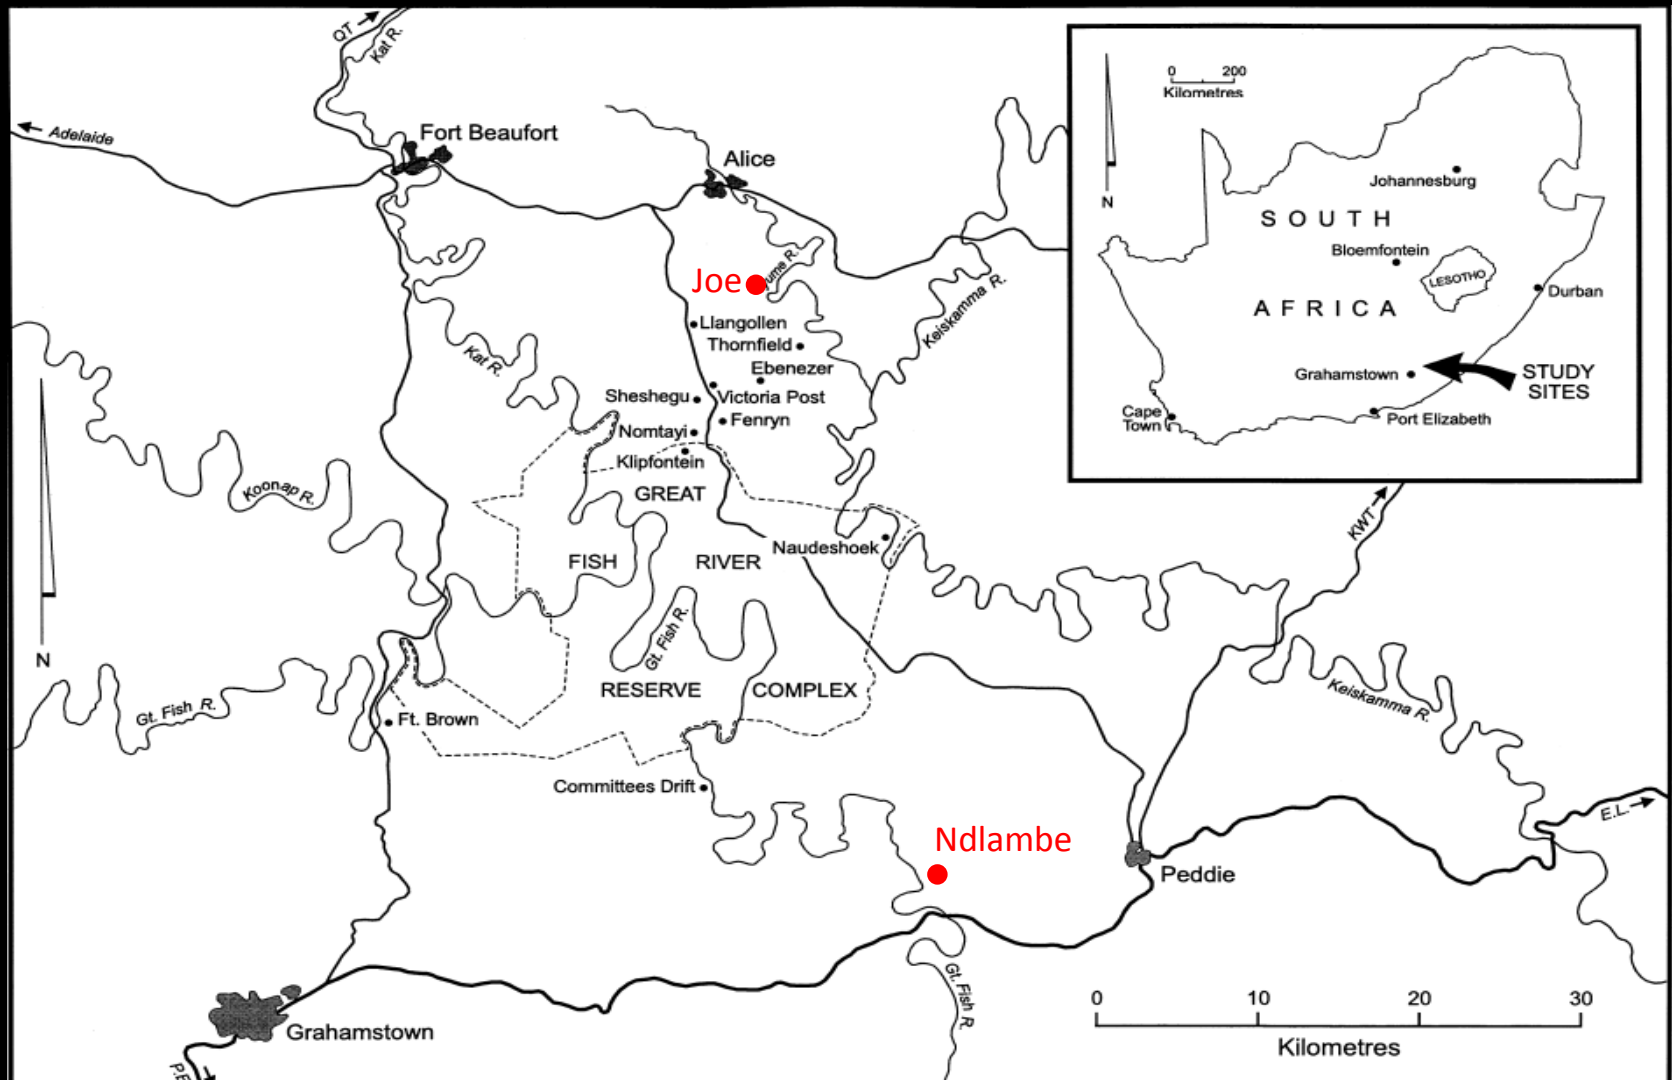 QT
Kat R.
Adelaide
Fort Beaufort
Alice
Joe
ume R.
Keiskamma R.
Llangollen
Thornfield
Ebenezer
Kat R.
Sheshegu
Victoria Post
Fenryn
Nomtayi
Klipfontein
GREAT
Koonap R.
FISH
RIVER
Naudeshoek
KWT
N
Gt. Fish R.
RESERVE
COMPLEX
Keiskamma R.
Gt. Fish R.
Ft. Brown
Committees Drift
E.L.
Ndlambe
Peddie
Gt. Fish R.
Grahamstown
P.E
0 10 20 30
Kilometres
0 200
Kilometres
N
Johannesburg
SOUTH
Bloemfontein
LESOTHO
Durban
AFRICA
Grahamstown
STUDY
SITES
Cape
Town
Port Elizabeth